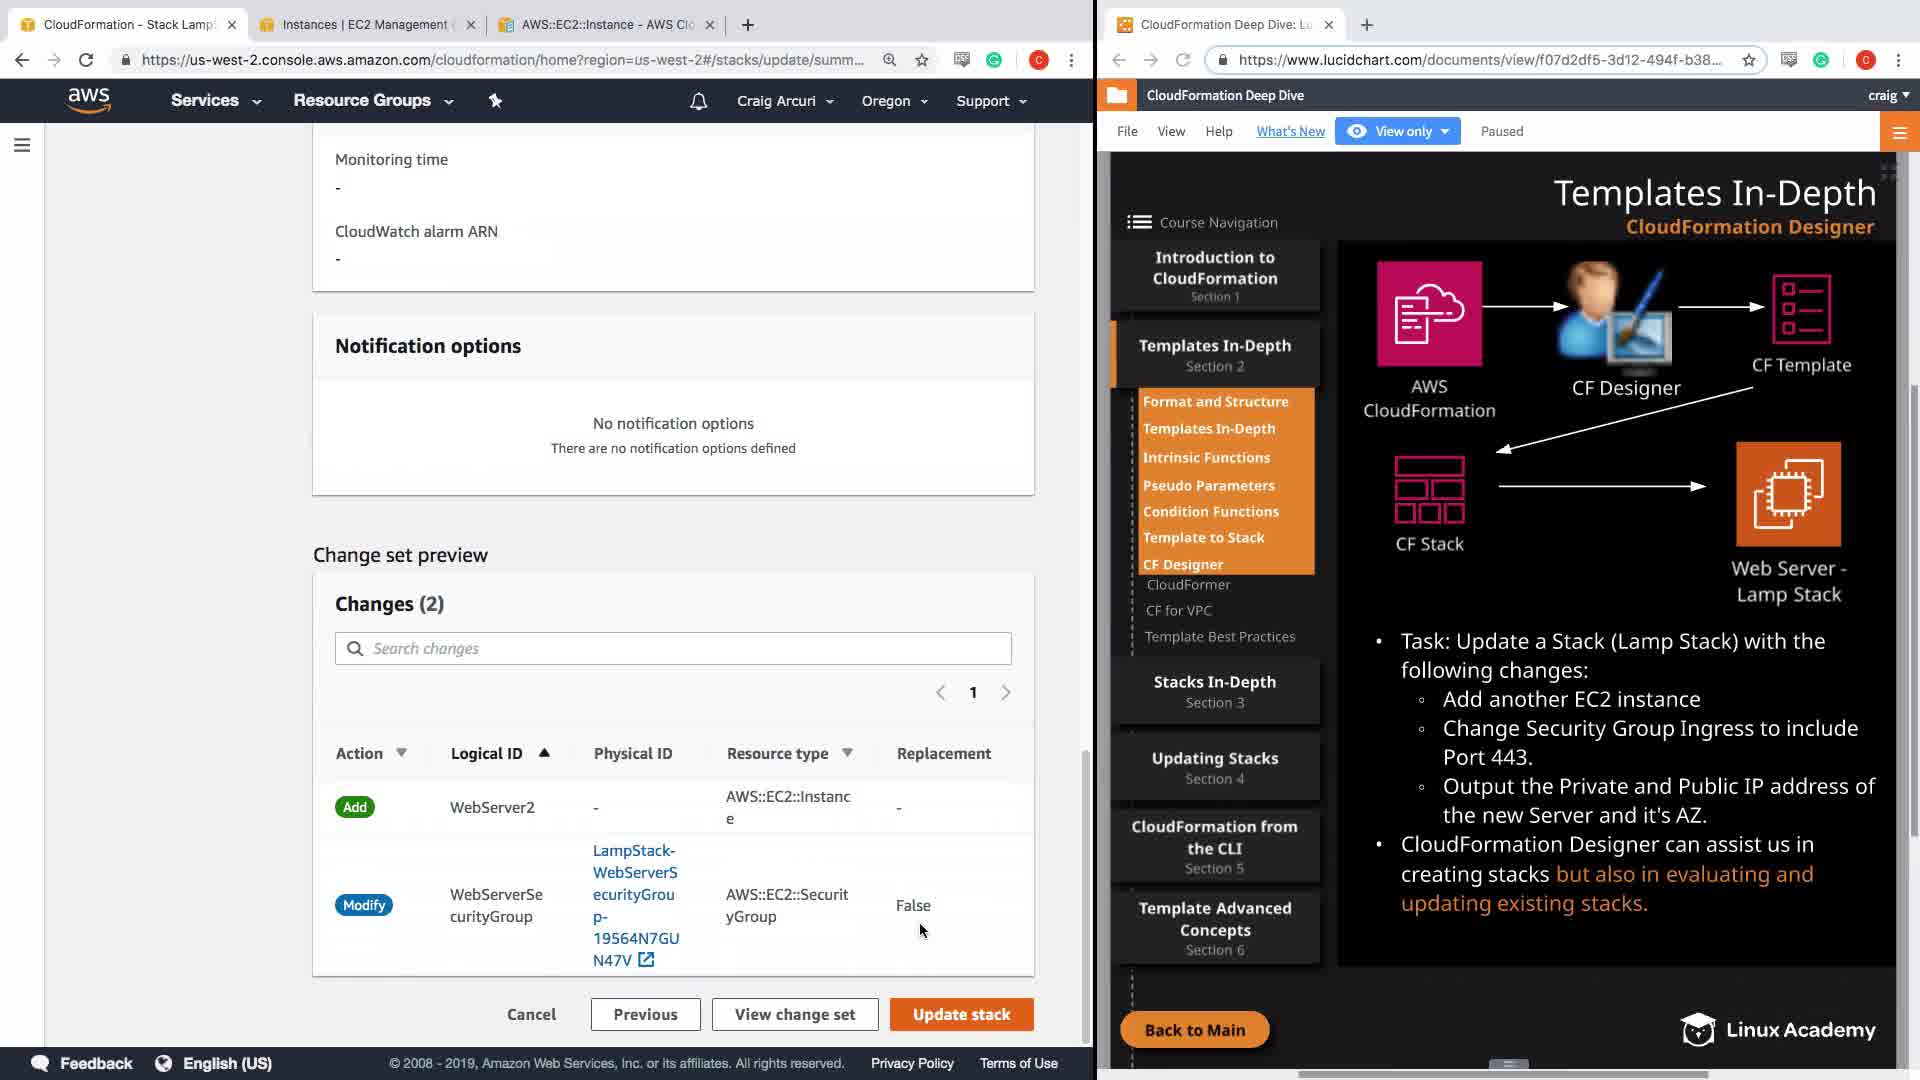 CloudFormation - Stack LampS
Instances | EC2 Management C
AWS::EC2::Instance - AWS Clo
https://us-west-2.console.aws.amazon.com/cloudformation/home?region=us-west-2#/stacks/update/summ...
C
aws
Services
Resource Groups
Craig Arcuri
Oregon
Support
Monitoring time
-
CloudWatch alarm ARN
-
Notification options
No notification options
There are no notification options defined
Change set preview
Changes (2)
Search changes
1
Action
Logical ID
Physical ID
Resource type
Replacement
Add
WebServer2
-
AWS::EC2::Instanc
e
-
Modify
WebServerSe
curityGroup
LampStack-
WebServerS
ecurityGrou
p-
19564N7GU
N47V
AWS::EC2::Securit
yGroup
False
Cancel
Previous
View change set
Update stack
Feedback
English (US)
© 2008 - 2019, Amazon Web Services, Inc. or its affiliates. All rights reserved.
Privacy Policy
Terms of Use
CloudFormation Deep Dive: Lu
https://www.lucidchart.com/documents/view/f07d2df5-3d12-494f-b38...
C
CloudFormation Deep Dive
craig
File
View
Help
What's New
View only
Paused
Templates In-Depth
CloudFormation Designer
Course Navigation
Introduction to
CloudFormation
Section 1
Templates In-Depth
Section 2
Format and Structure
Templates In-Depth
Intrinsic Functions
Pseudo Parameters
Condition Functions
Template to Stack
CF Designer
CloudFormer
CF for VPC
Template Best Practices
Stacks In-Depth
Section 3
Updating Stacks
Section 4
CloudFormation from
the CLI
Section 5
Template Advanced
Concepts
Section 6
Back to Main
AWS
CloudFormation
CF Designer
CF Template
CF Stack
Web Server -
Lamp Stack
• Task: Update a Stack (Lamp Stack) with the
following changes:
◦ Add another EC2 instance
◦ Change Security Group Ingress to include
Port 443.
◦ Output the Private and Public IP address of
the new Server and it's AZ.
• CloudFormation Designer can assist us in
creating stacks but also in evaluating and
updating existing stacks.
Linux Academy